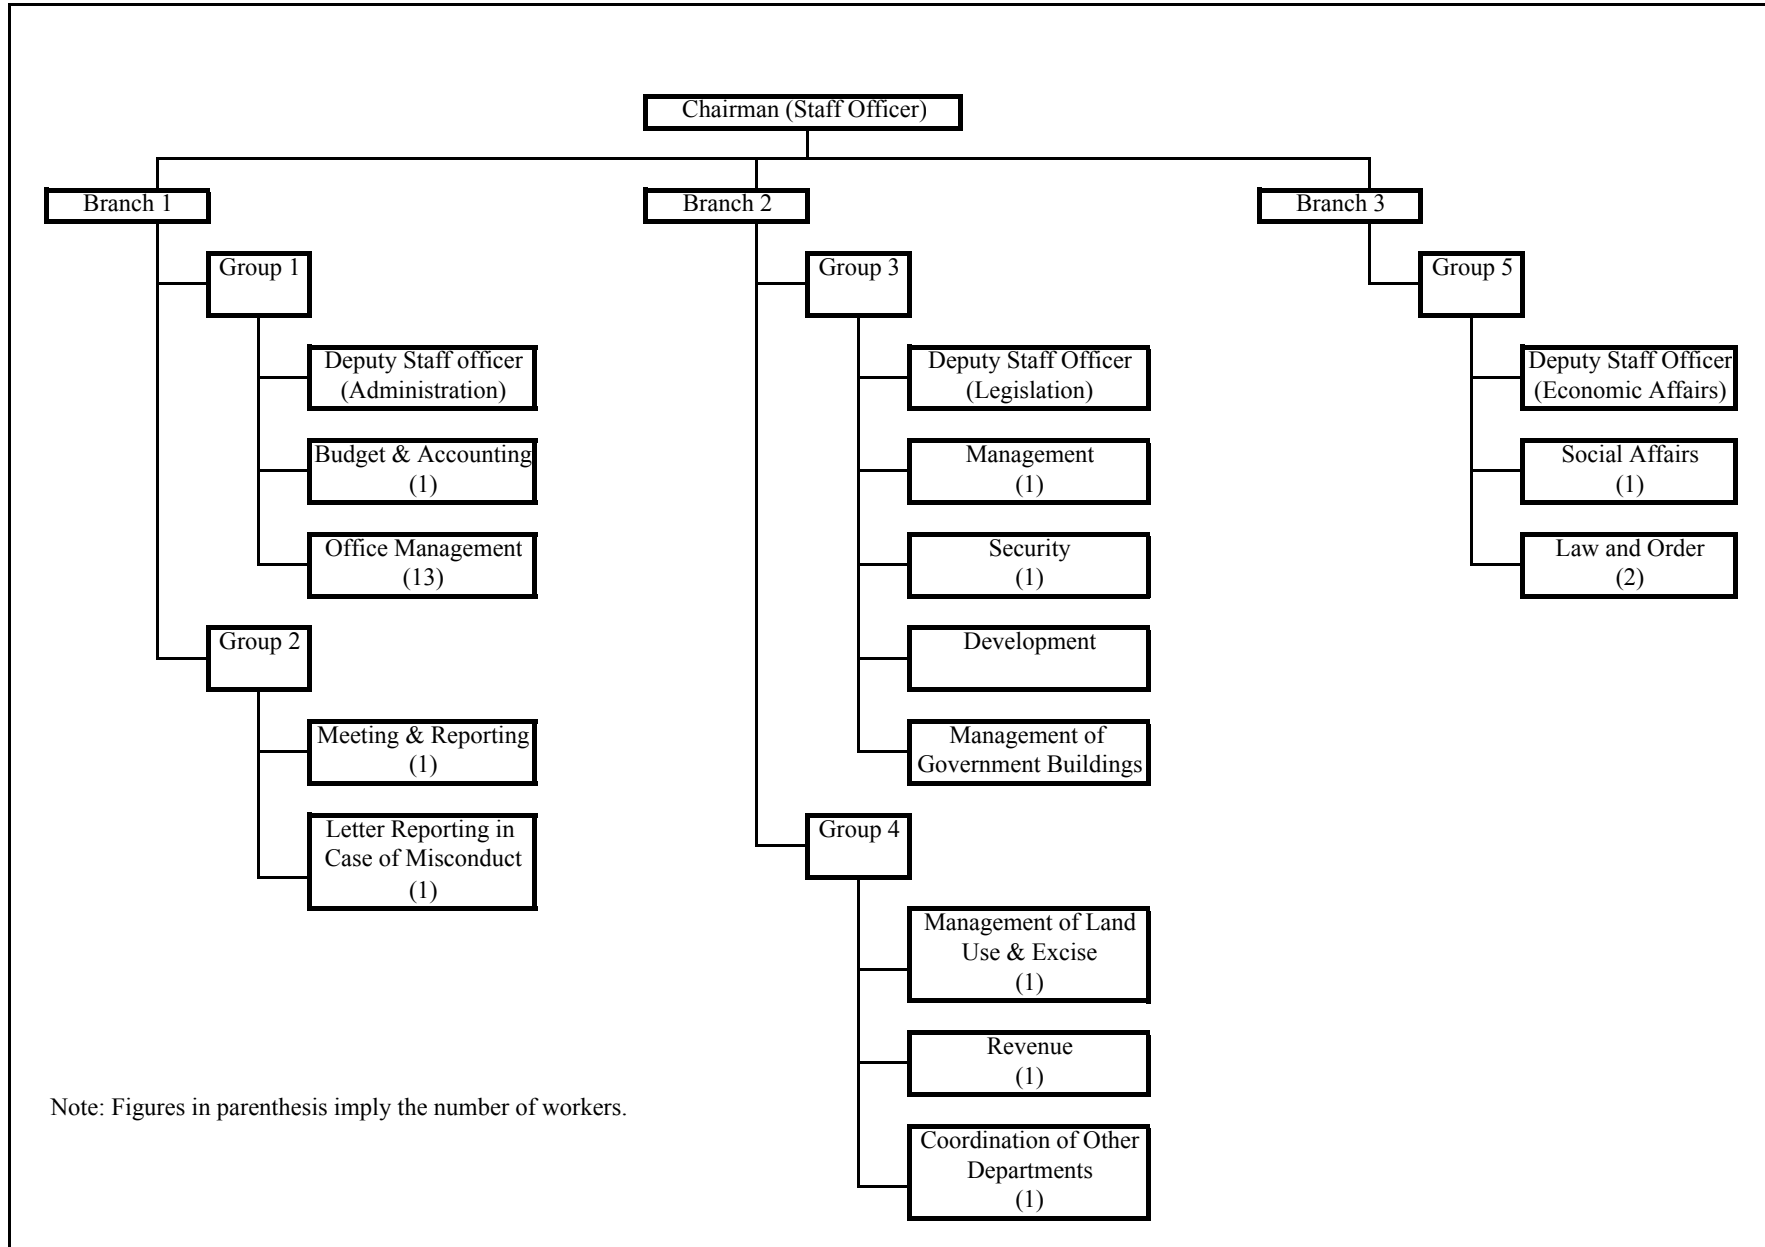 Chairman (Staff Officer)
Branch 1
Branch 2
Branch 3
Group 1
Group 3
Group 5
Deputy Staff officer
(Administration)
Deputy Staff Officer
(Legislation)
Deputy Staff Officer
(Economic Affairs)
Budget & Accounting
(1)
Management
(1)
Social Affairs
(1)
Office Management
(13)
Security
(1)
Law and Order
(2)
Group 2
Development
Meeting & Reporting
(1)
Management of
Government Buildings
Letter Reporting in
Case of Misconduct
(1)
Group 4
Management of Land
Use & Excise
(1)
Revenue
(1)
Note: Figures in parenthesis imply the number of workers.
Coordination of Other
Departments
(1)